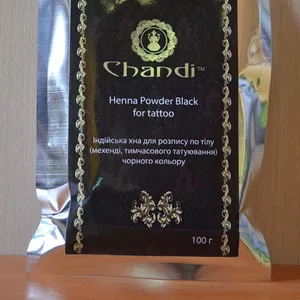 Chandi™
Henna Powder Black
for tattoo
Індійська хна для розпису по тілу
(мехенді, тимчасового татуювання)
чорного кольору
100 г